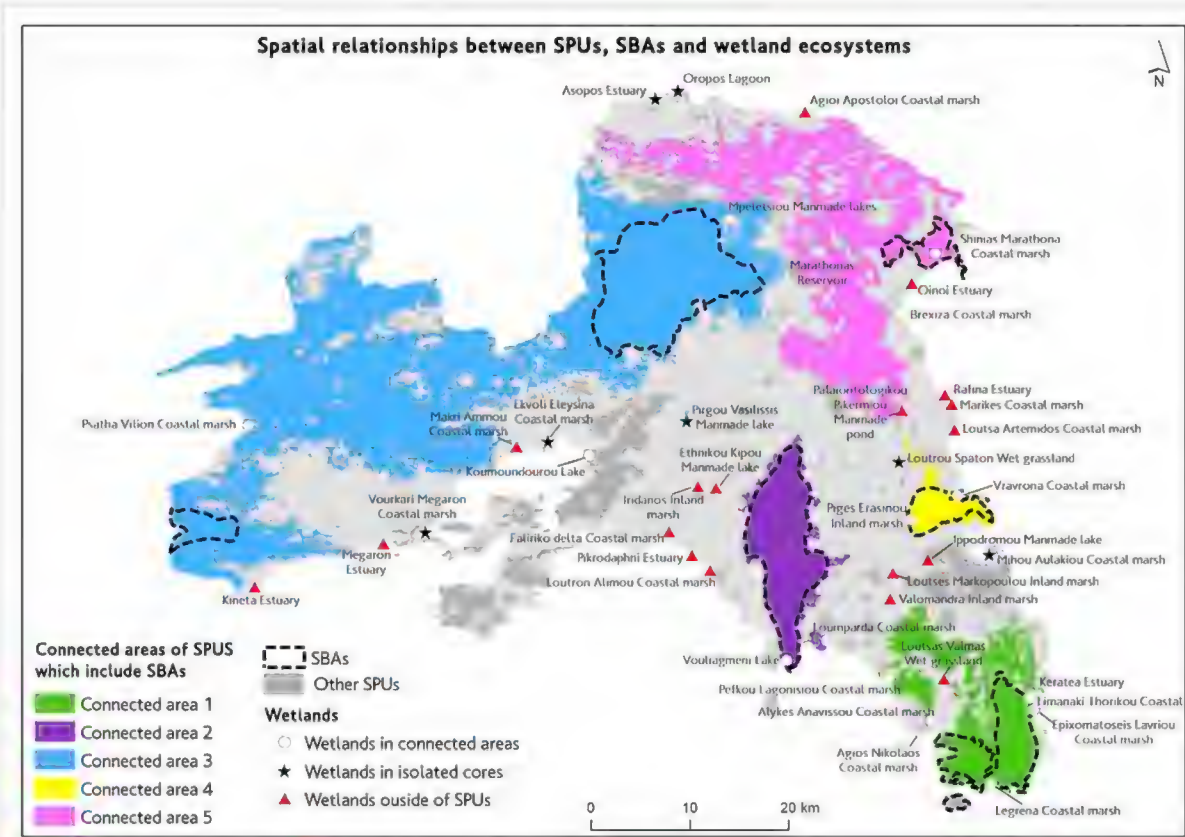 Spatial relationships between SPUs, SBAs and wetland ecosystems
N
Asopos Estuary
Oropos Lagoon
Agioi Apostoloi Coastal marsh
Mpeletsiou Manmade lakes
Shinias Marathona
Coastal marsh
Marathonas
Reservoir
Oinoi Estuary
Brexiza Coastal marsh
Psatha Vilion Coastal marsh
Makri Ammou
Coastal marsh
Ekvoli Eleysina
Coastal marsh
Koumoundourou Lake
Pirgou Vasilissis
Manmade lake
Ethnikou Kipou
Manmade lake
Iridanos Inland
marsh
Palaiontologikou
Pikermiou
Manmade
pond
Rafina Estuary
Marikes Coastal marsh
Loutsa Artemidos Coastal marsh
Loutrou Spaton Wet grassland
Vravrona Coastal marsh
Piges Erasinou
Inland marsh
Vourkari Megaron
Coastal marsh
Megaron
Estuary
Kineta Estuary
Faliriko delta Coastal marsh
Pikrodaphni Estuary
Loutron Alimou Coastal marsh
Ippodromou Manmade lake
Mihou Aulakiou Coastal marsh
Loutses Markopoulou Inland marsh
Valomandra Inland marsh
Loumparda Coastal marsh
Vouliagmeni Lake
Loutsas Valmas
Wet grassland
Pefkou Lagonisiou Coastal marsh
Alykes Anavissou Coastal marsh
Keratea Estuary
Limanaki Thorikou Coastal
Epixomatoseis Lavriou
Coastal marsh
Agios Nikolaos
Coastal marsh
Legrena Coastal marsh
Connected areas of SPUS
which include SBAs
Connected area 1
Connected area 2
Connected area 3
Connected area 4
Connected area 5
SBAs
Other SPUs
Wetlands
Wetlands in connected areas
Wetlands in isolated cores
Wetlands ouside of SPUs
0 10 20 km